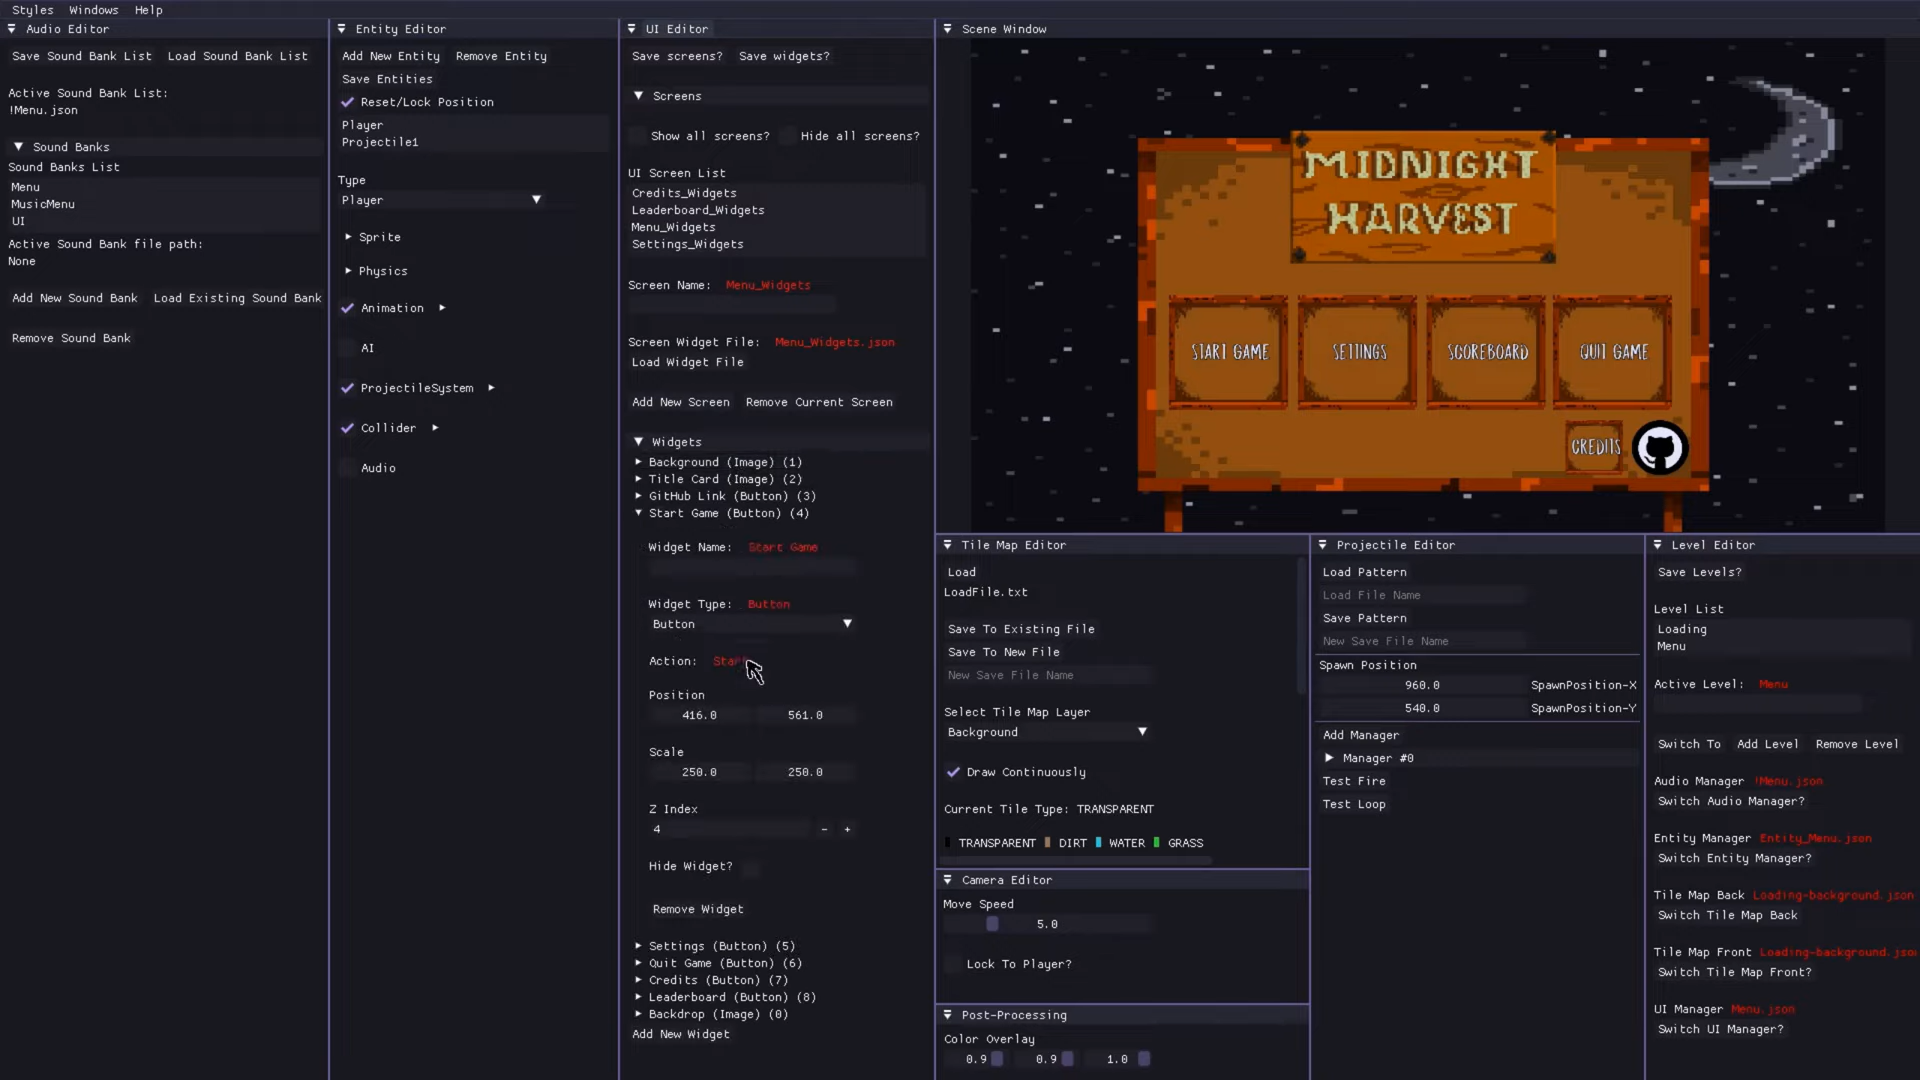 Styles Windows Help
Audio Editor
Save Sound Bank List Load Sound Bank List
Active Sound Bank List:
!Menu.json
Sound Banks
Sound Banks List
Menu
MusicMenu
UI
Active Sound Bank file path:
None
Add New Sound Bank Load Existing Sound Bank
Remove Sound Bank
Entity Editor
Add New Entity Remove Entity
Save Entities
Reset/Lock Position
Player
Projectile1
Type
Player
Sprite
Physics
Animation
AI
ProjectileSystem
Collider
Audio
UI Editor
Save screens? Save widgets?
Screens
Show all screens? Hide all screens?
UI Screen List
Credits_Widgets
Leaderboard_Widgets
Menu_Widgets
Settings_Widgets
Screen Name: Menu_Widgets
Screen Widget File: Menu_Widgets.json
Load Widget File
Add New Screen Remove Current Screen
Widgets
Background (Image) (1)
Title Card (Image) (2)
GitHub Link (Button) (3)
Start Game (Button) (4)
Widget Name: Start Game
Widget Type: Button
Button
Action: Start
Position
416.0 561.0
Scale
250.0 250.0
Z Index
4 - +
Hide Widget?
Remove Widget
Settings (Button) (5)
Quit Game (Button) (6)
Credits (Button) (7)
Leaderboard (Button) (8)
Backdrop (Image) (0)
Add New Widget
Scene Window
MIDNIGHT
HARVEST
START GAME SETTINGS SCOREBOARD QUIT GAME
CREDITS
Tile Map Editor
Load
LoadFile.txt
Save To Existing File
Save To New File
New Save File Name
Select Tile Map Layer
Background
Draw Continuously
Current Tile Type: TRANSPARENT
TRANSPARENT DIRT WATER GRASS
Camera Editor
Move Speed
5.0
Lock To Player?
Post-Processing
Color Overlay
0.9 0.9 1.0
Projectile Editor
Load Pattern
Load File Name
Save Pattern
New Save File Name
Spawn Position
960.0 SpawnPosition-X
540.0 SpawnPosition-Y
Add Manager
Manager #0
Test Fire
Test Loop
Level Editor
Save Levels?
Level List
Loading
Menu
Active Level: Menu
Switch To Add Level Remove Level
Audio Manager !Menu.json
Switch Audio Manager?
Entity Manager Entity_Menu.json
Switch Entity Manager?
Tile Map Back Loading-background.json
Switch Tile Map Back
Tile Map Front Loading-background.jso
Switch Tile Map Front?
UI Manager Menu.json
Switch UI Manager?